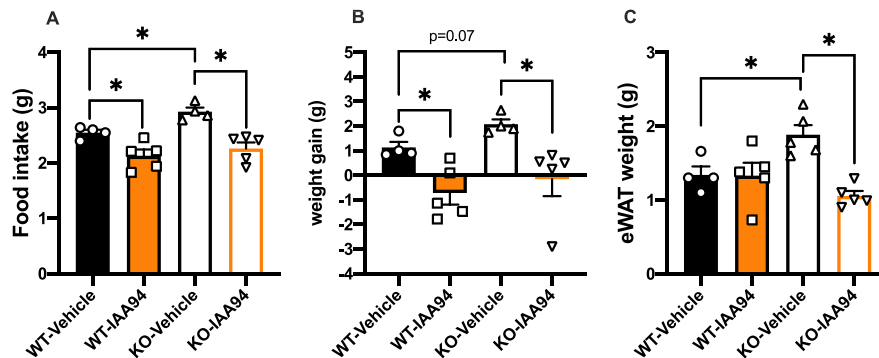 A
Food intake (g)
4
3
2
1
0
*
*
*
WT-Vehicle
WT-IAA94
KO-Vehicle
KO-IAA94
B
weight gain (g)
5
4
3
2
1
0
-1
-2
-3
-4
p=0.07
*
*
WT-Vehicle
WT-IAA94
KO-Vehicle
KO-IAA94
C
eWAT weight (g)
3
2
1
0
*
*
WT-Vehicle
WT-IAA94
KO-Vehicle
KO-IAA94